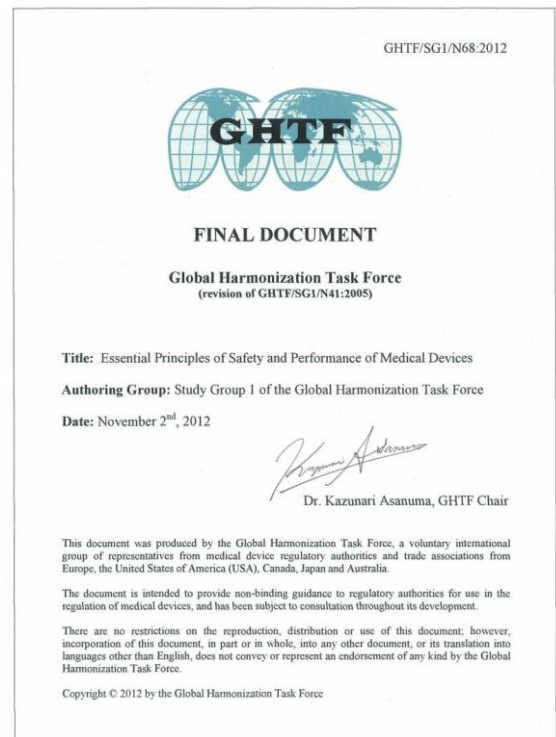 GHTF/SG1/N68:2012
GHTF
FINAL DOCUMENT
Global Harmonization Task Force
(revision of GHTF/SG1/N41:2005)
Title: Essential Principles of Safety and Performance of Medical Devices
Authoring Group: Study Group 1 of the Global Harmonization Task Force
Date: November 2nd, 2012
Dr. Kazunari Asanuma, GHTF Chair
This document was produced by the Global Harmonization Task Force, a voluntary international
group of representatives from medical device regulatory authorities and trade associations from
Europe, the United States of America (USA), Canada, Japan and Australia.
The document is intended to provide non-binding guidance to regulatory authorities for use in the
regulation of medical devices, and has been subject to consultation throughout its development.
There are no restrictions on the reproduction, distribution or use of this document; however,
incorporation of this document, in part or in whole, into any other document, or its translation into
languages other than English, does not convey or represent an endorsement of any kind by the Global
Harmonization Task Force.
Copyright © 2012 by the Global Harmonization Task Force